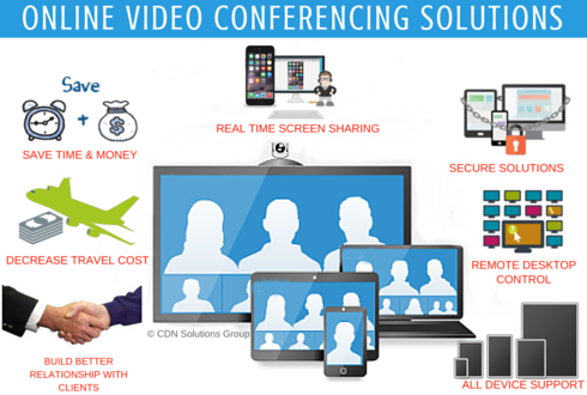 ONLINE VIDEO CONFERENCING SOLUTIONS
Save
+
$
SAVE TIME & MONEY
REAL TIME SCREEN SHARING
SECURE SOLUTIONS
DECREASE TRAVEL COST
REMOTE DESKTOP
CONTROL
© CDN Solutions Group
BUILD BETTER
RELATIONSHIP WITH
CLIENTS
ALL DEVICE SUPPORT